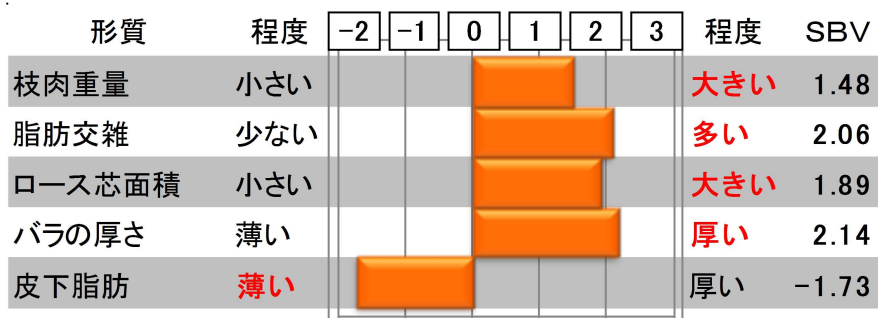 形質 程度 -2 -1 0 1 2 3 程度 SBV
枝肉重量 小さい 大きい 1.48
脂肪交雑 少ない 多い 2.06
ロース芯面積 小さい 大きい 1.89
バラの厚さ 薄い 厚い 2.14
皮下脂肪 薄い 厚い -1.73